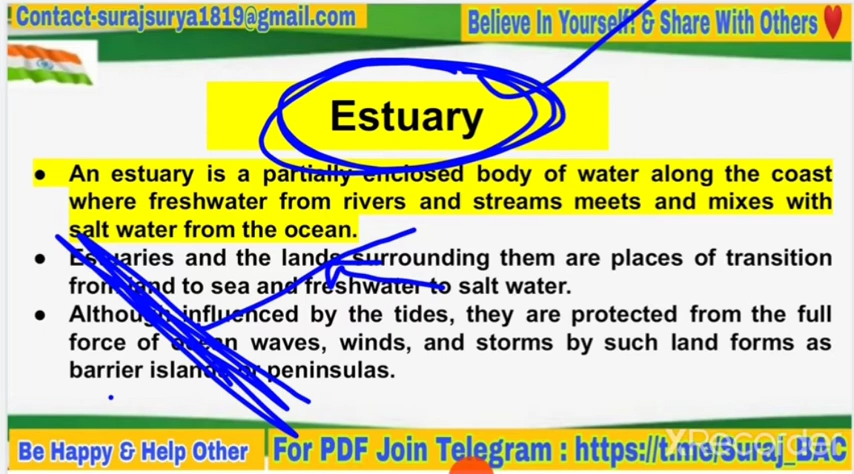 Contact-surajsurya1819@gmail.com
Believe In Yourself! & Share With Others
Estuary
An estuary is a partially enclosed body of water along the coast
where freshwater from rivers and streams meets and mixes with
salt water from the ocean.
Estuaries and the lands surrounding them are places of transition
from land to sea and freshwater to salt water.
Although influenced by the tides, they are protected from the full
force of ocean waves, winds, and storms by such land forms as
barrier islands or peninsulas.
Be Happy & Help Other
For PDF Join Telegram : https://t.me/Suraj_BAC
XRecorder